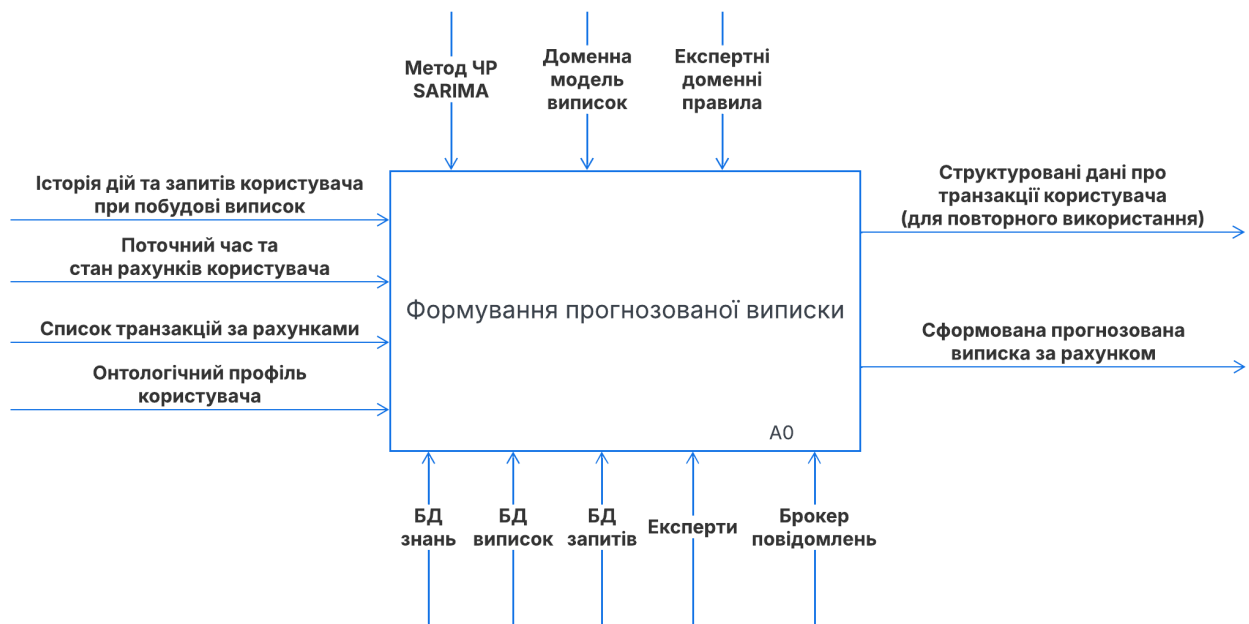 Метод ЧР
SARIMA
Доменна
модель
виписок
Експертні
доменні
правила
Історія дій та запитів користувача
при побудові виписок
Поточний час та
стан рахунків користувача
Список транзакцій за рахунками
Онтологічний профіль
користувача
Формування прогнозованої виписки
A0
Структуровані дані про
транзакції користувача
(для повторного використання)
Сформована прогнозована
виписка за рахунком
БД
знань
БД
виписок
БД
запитів
Експерти
Брокер
повідомлень